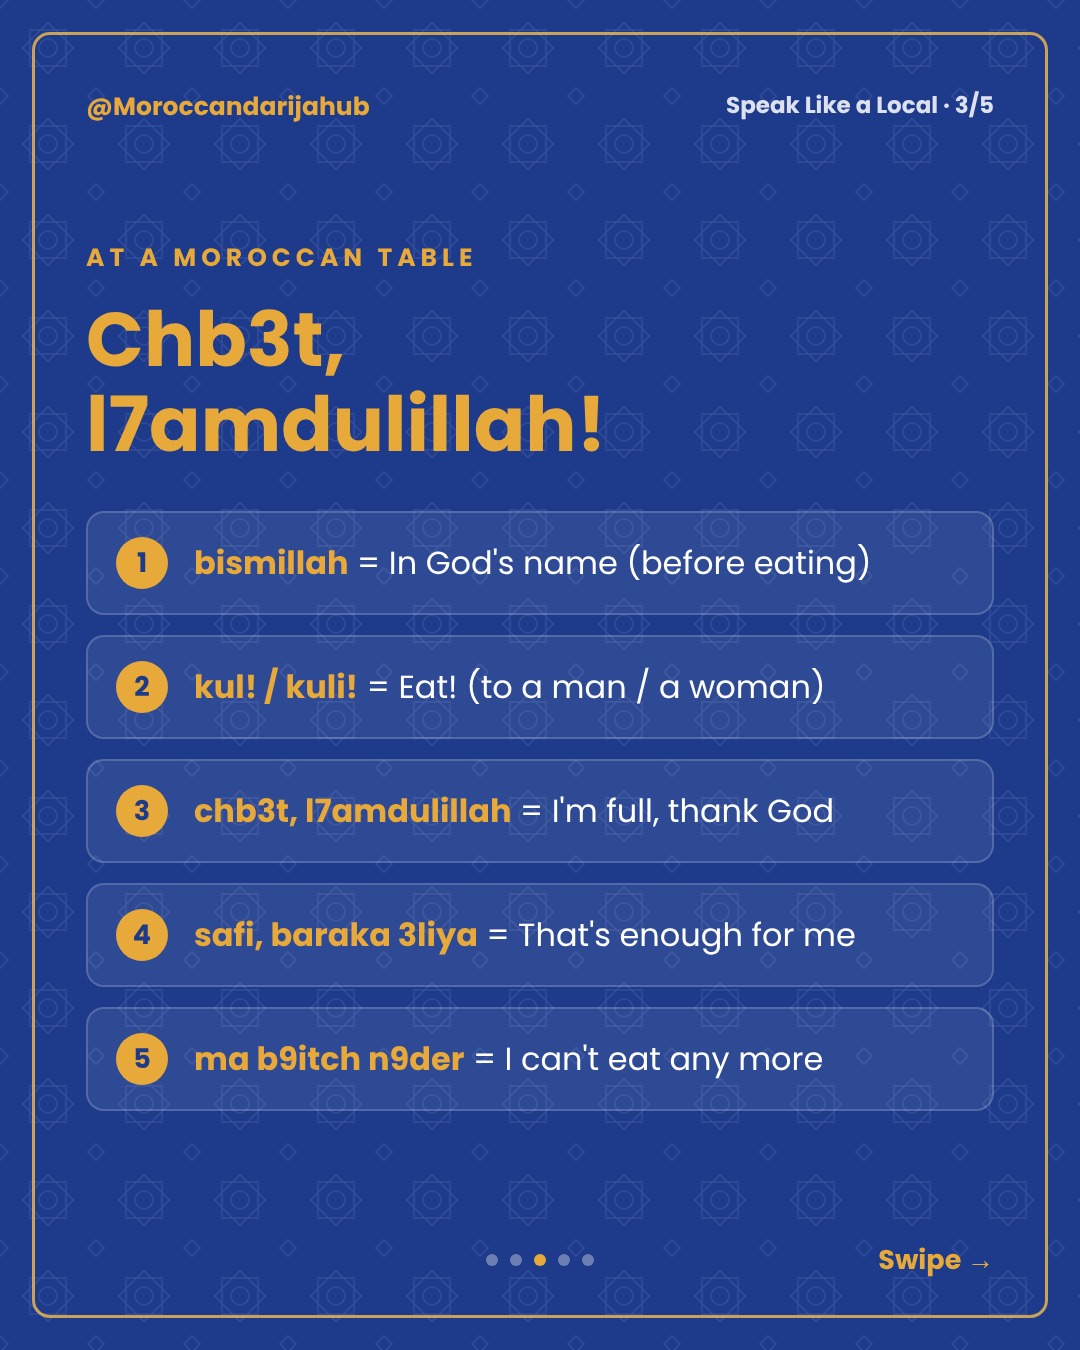 @Moroccandarijahub
Speak Like a Local · 3/5
AT A MOROCCAN TABLE
Chb3t,
l7amdulillah!
1 bismillah = In God's name (before eating)
2 kul! / kuli! = Eat! (to a man / a woman)
3 chb3t, l7amdulillah = I'm full, thank God
4 safi, baraka 3liya = That's enough for me
5 ma b9itch n9der = I can't eat any more
Swipe →